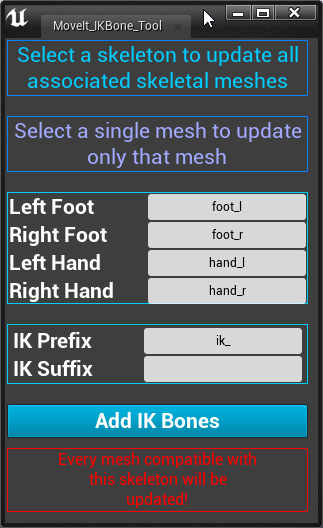 MoveIt_IKBone_Tool
Select a skeleton to update all
associated skeletal meshes
Select a single mesh to update
only that mesh
Left Foot foot_l
Right Foot foot_r
Left Hand hand_l
Right Hand hand_r
IK Prefix ik_
IK Suffix
Add IK Bones
Every mesh compatible with
this skeleton will be
updated!